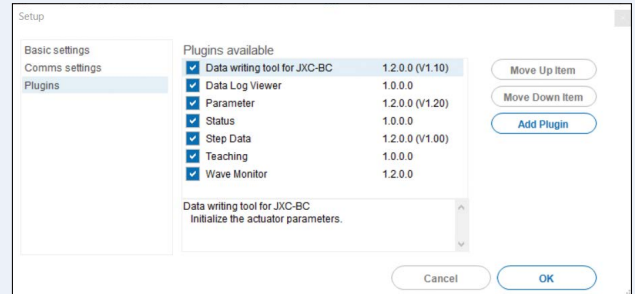 Setup
Basic settings
Comms settings
Plugins
Plugins available
Data writing tool for JXC-BC 1.2.0.0 (V1.10)
Data Log Viewer 1.0.0.0
Parameter 1.2.0.0 (V1.20)
Status 1.0.0.0
Step Data 1.2.0.0 (V1.00)
Teaching 1.0.0.0
Wave Monitor 1.2.0.0
Data writing tool for JXC-BC
Initialize the actuator parameters.
Move Up Item
Move Down Item
Add Plugin
Cancel
OK